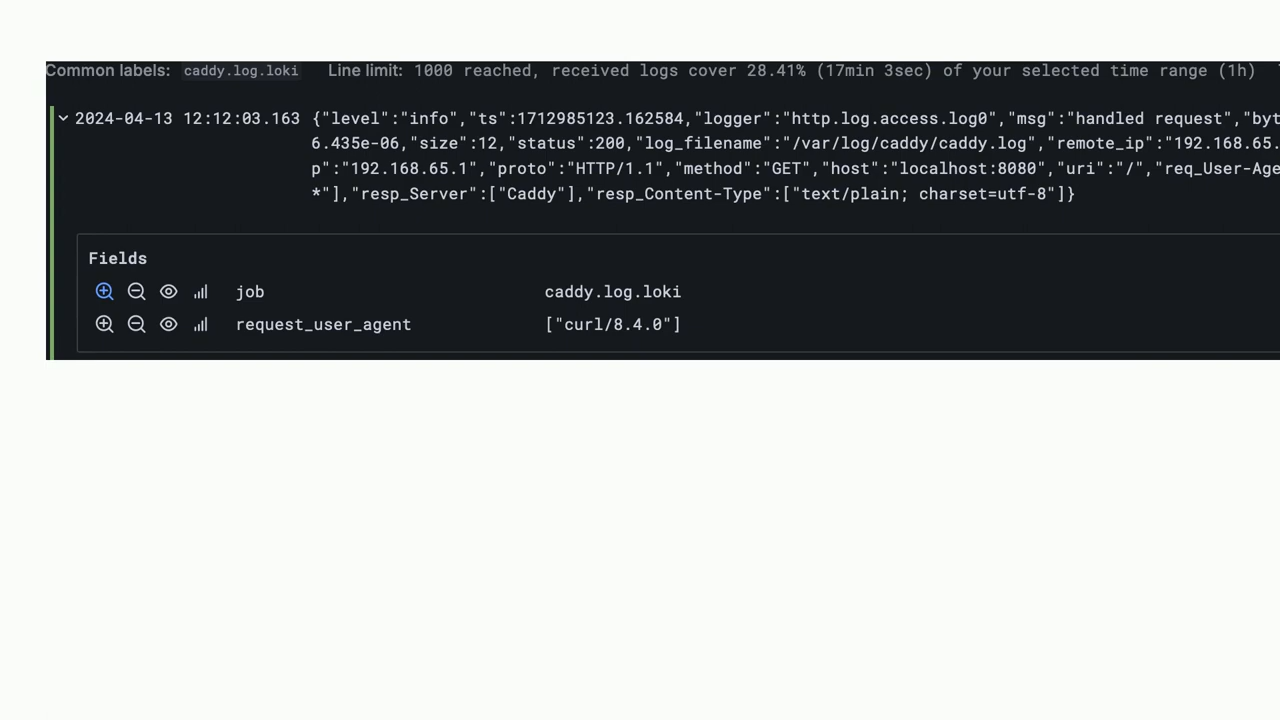 Common labels: caddy.log.loki Line limit: 1000 reached, received logs cover 28.41% (17min 3sec) of your selected time range (1h)
2024-04-13 12:12:03.163 {"level":"info","ts":1712985123.162584,"logger":"http.log.access.log0","msg":"handled request","byt
6.435e-06,"size":12,"status":200,"log_filename":"/var/log/caddy/caddy.log","remote_ip":"192.168.65.
p":"192.168.65.1","proto":"HTTP/1.1","method":"GET","host":"localhost:8080","uri":"/","req_User-Age
*"],"resp_Server":["Caddy"],"resp_Content-Type":["text/plain; charset=utf-8"]}
Fields
job caddy.log.loki
request_user_agent ["curl/8.4.0"]